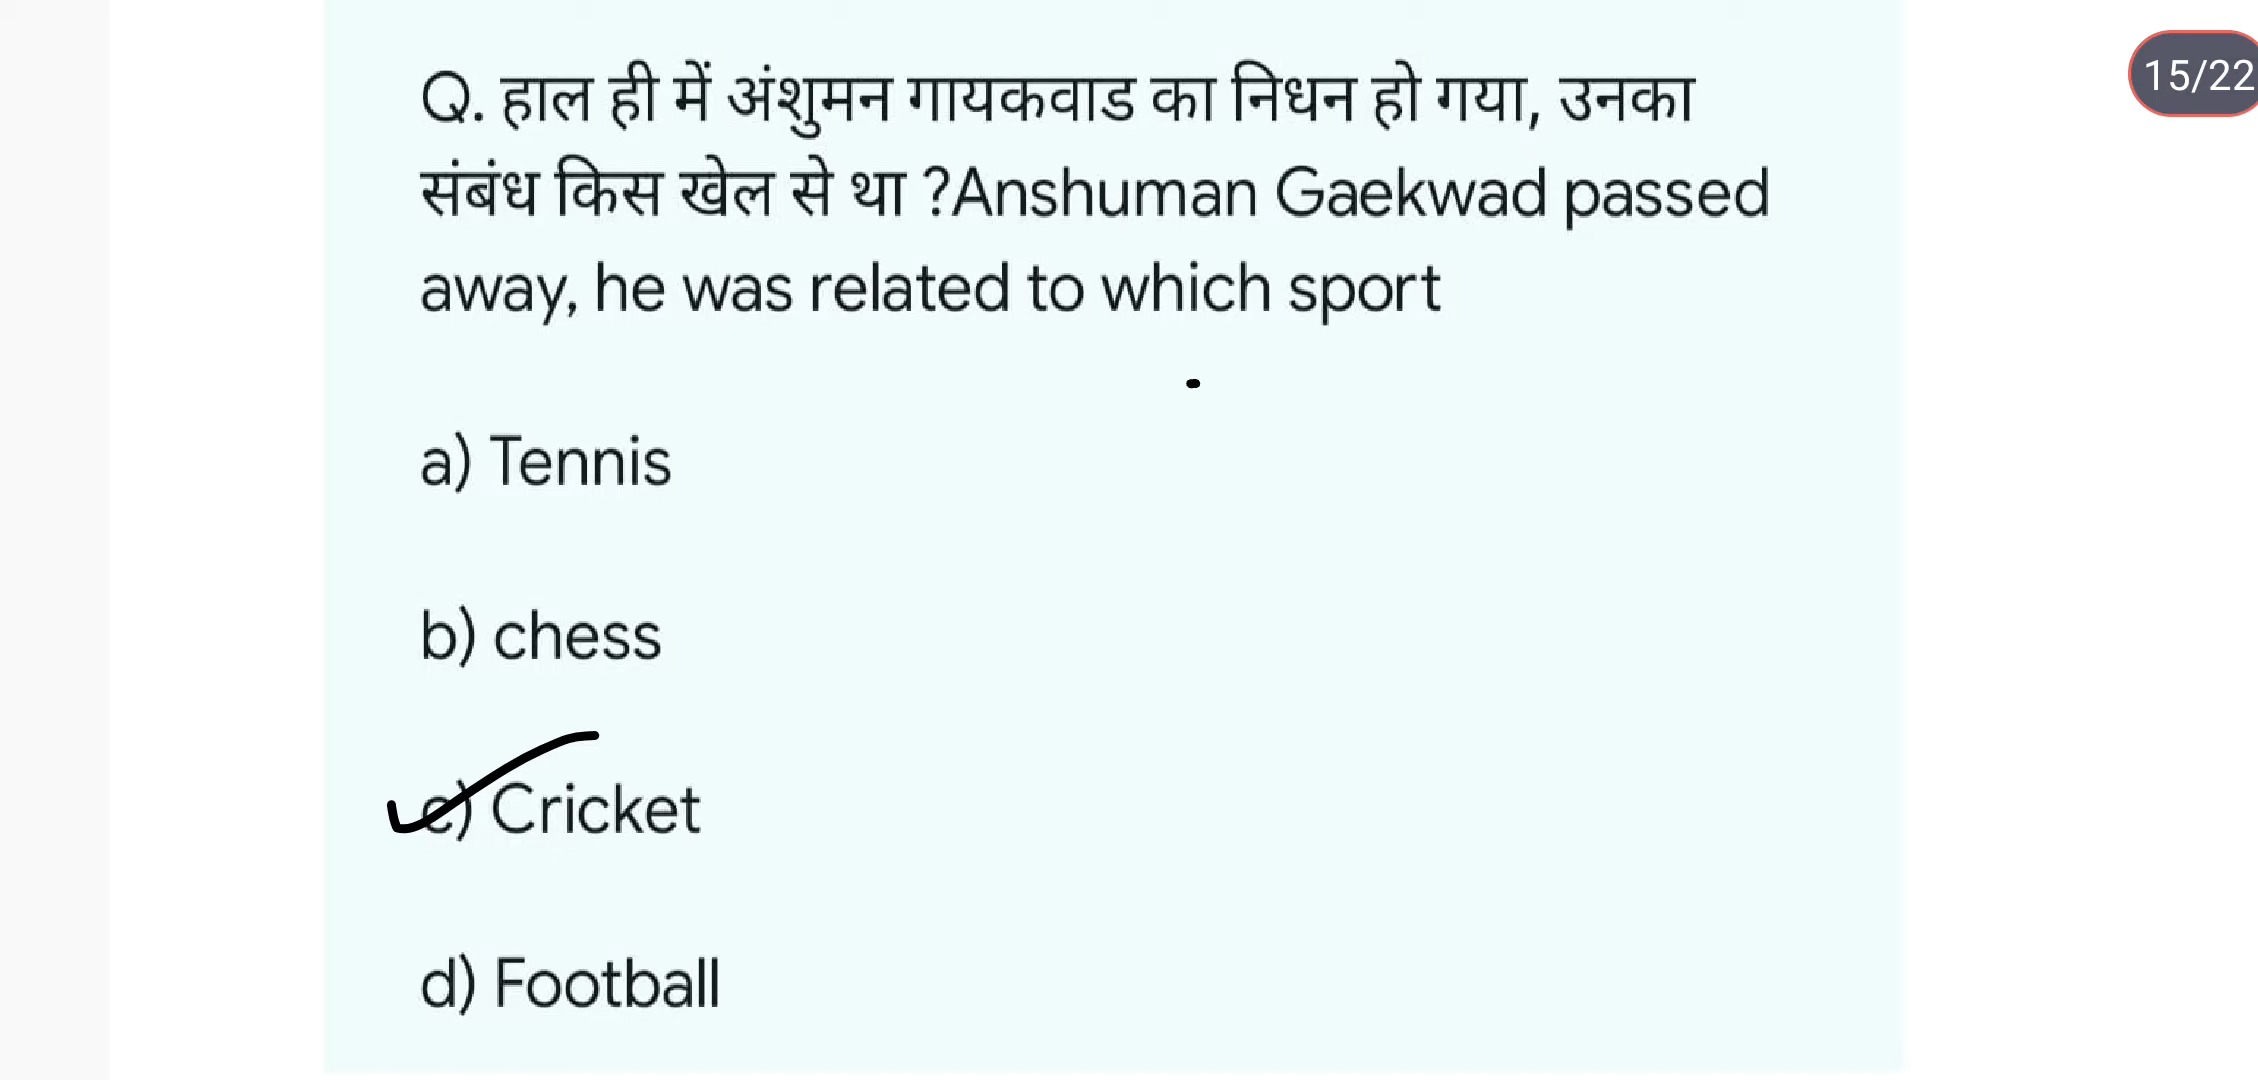 15/22
Q. हाल ही में अंशुमन गायकवाड का निधन हो गया, उनका
संबंध किस खेल से था ?Anshuman Gaekwad passed
away, he was related to which sport
a) Tennis
b) chess
c) Cricket
d) Football